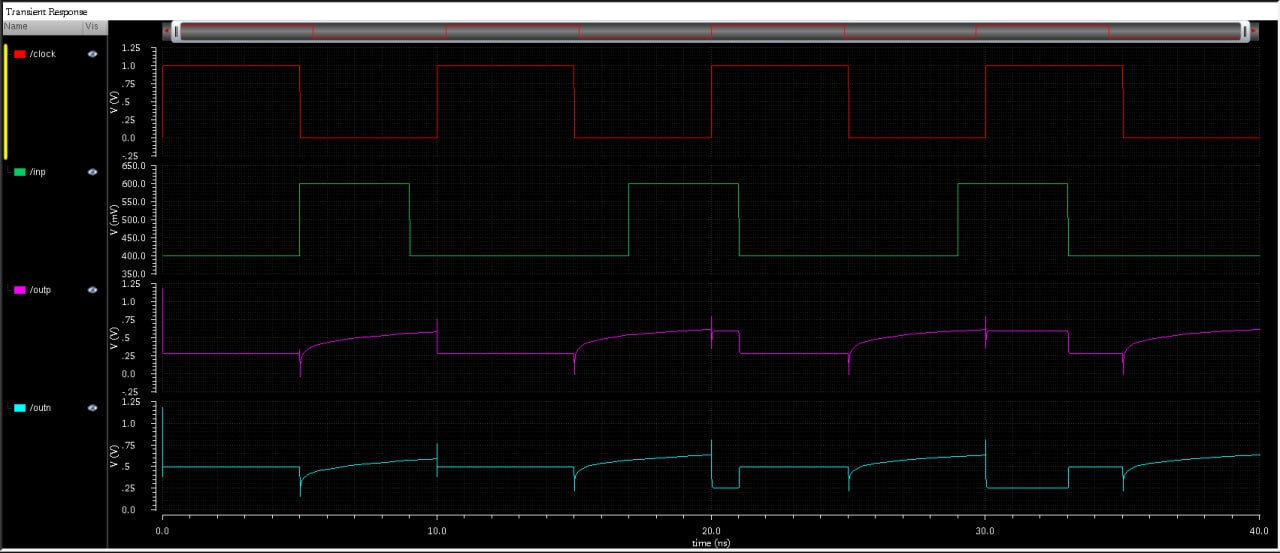 Transient Response
Name Vis
/clock
1.25
1.0
.75
.5
.25
0.0
-.25
V (V)
/inp
650.0
600.0
550.0
500.0
450.0
400.0
350.0
V (mV)
/outp
1.25
1.0
.75
.5
.25
0.0
-.25
V (V)
/outn
1.25
1.0
.75
.5
.25
0.0
V (V)
0.0 10.0 20.0 30.0 40.0
time (ns)